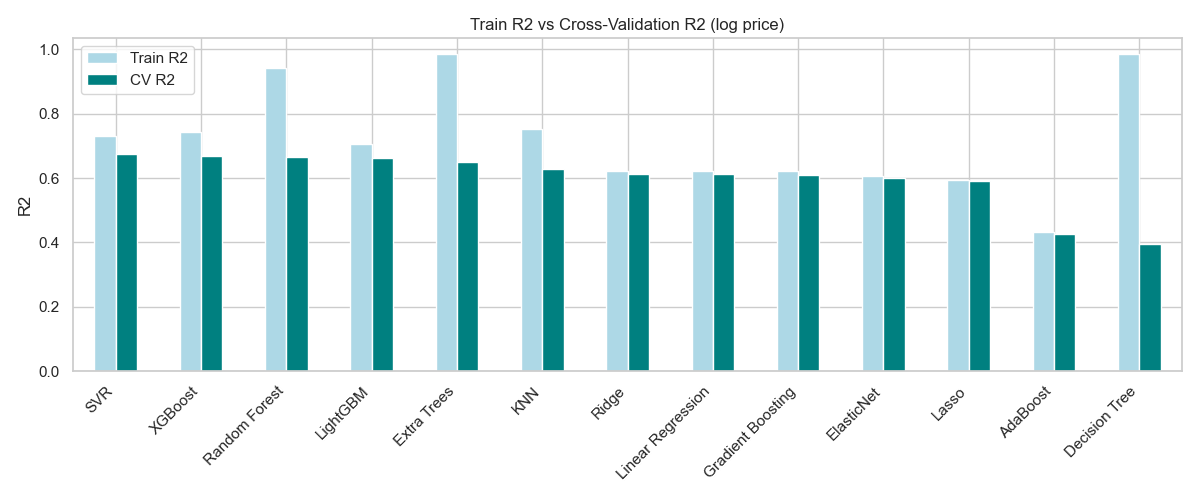 Train R2 vs Cross-Validation R2 (log price)
Train R2
CV R2
R2
1.0
0.8
0.6
0.4
0.2
0.0
SVR
XGBoost
Random Forest
LightGBM
Extra Trees
KNN
Ridge
Linear Regression
Gradient Boosting
ElasticNet
Lasso
AdaBoost
Decision Tree